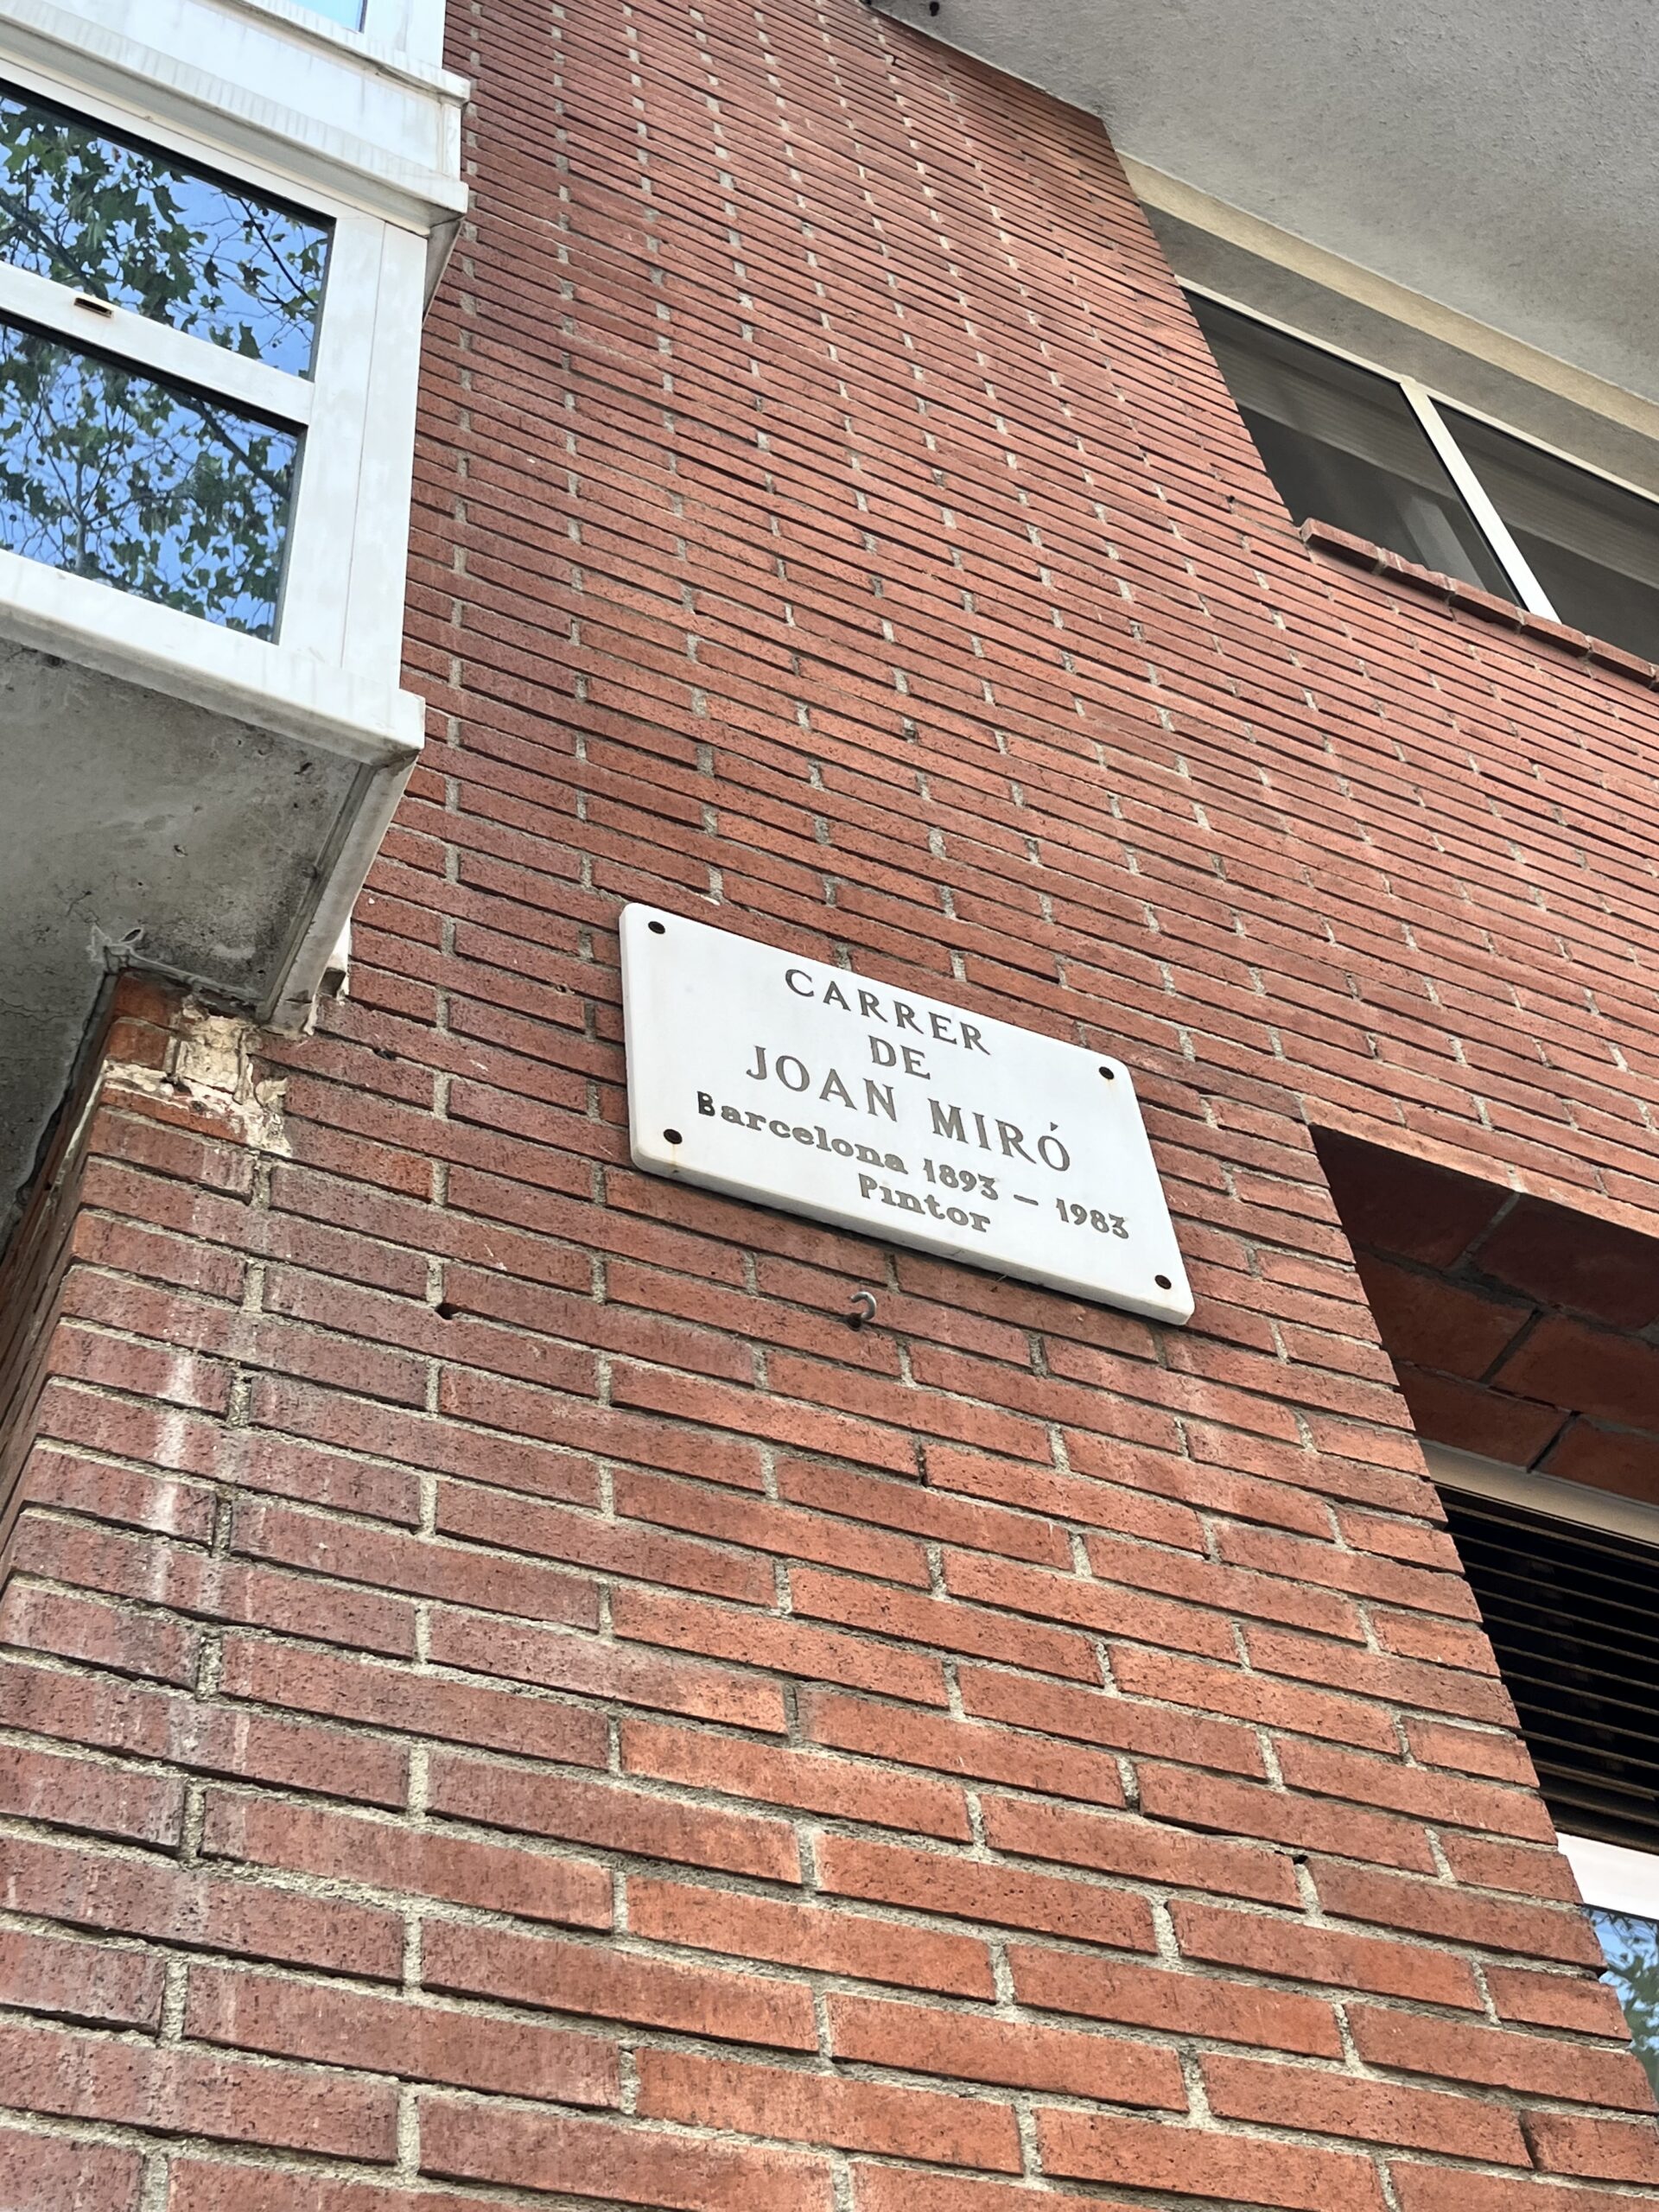 CARRER
DE
JOAN MIRÓ
Barcelona 1893 – 1983
Pintor